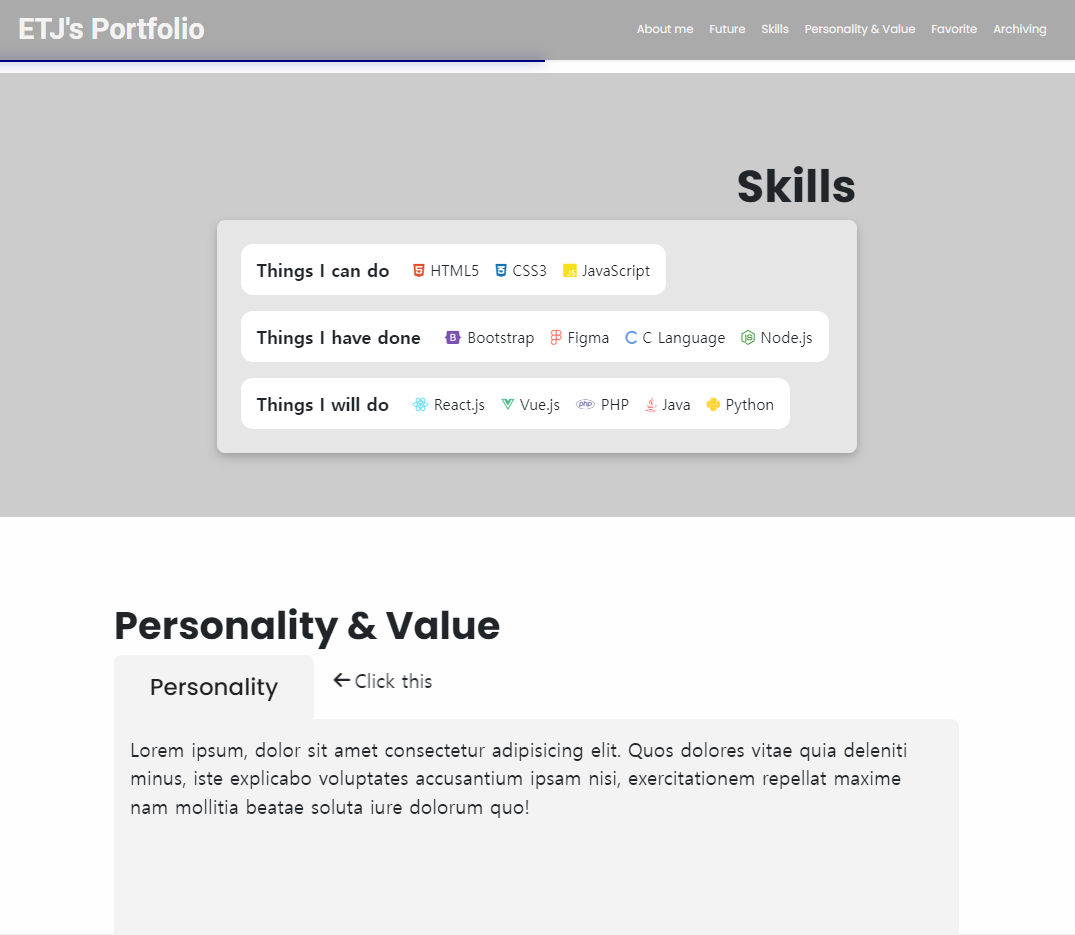 ETJ's Portfolio
About me Future Skills Personality & Value Favorite Archiving
Skills
Things I can do HTML5 CSS3 JavaScript
Things I have done Bootstrap Figma C Language Node.js
Things I will do React.js Vue.js PHP Java Python
Personality & Value
Personality
Click this
Lorem ipsum, dolor sit amet consectetur adipisicing elit. Quos dolores vitae quia deleniti
minus, iste explicabo voluptates accusantium ipsam nisi, exercitationem repellat maxime
nam mollitia beatae soluta iure dolorum quo!